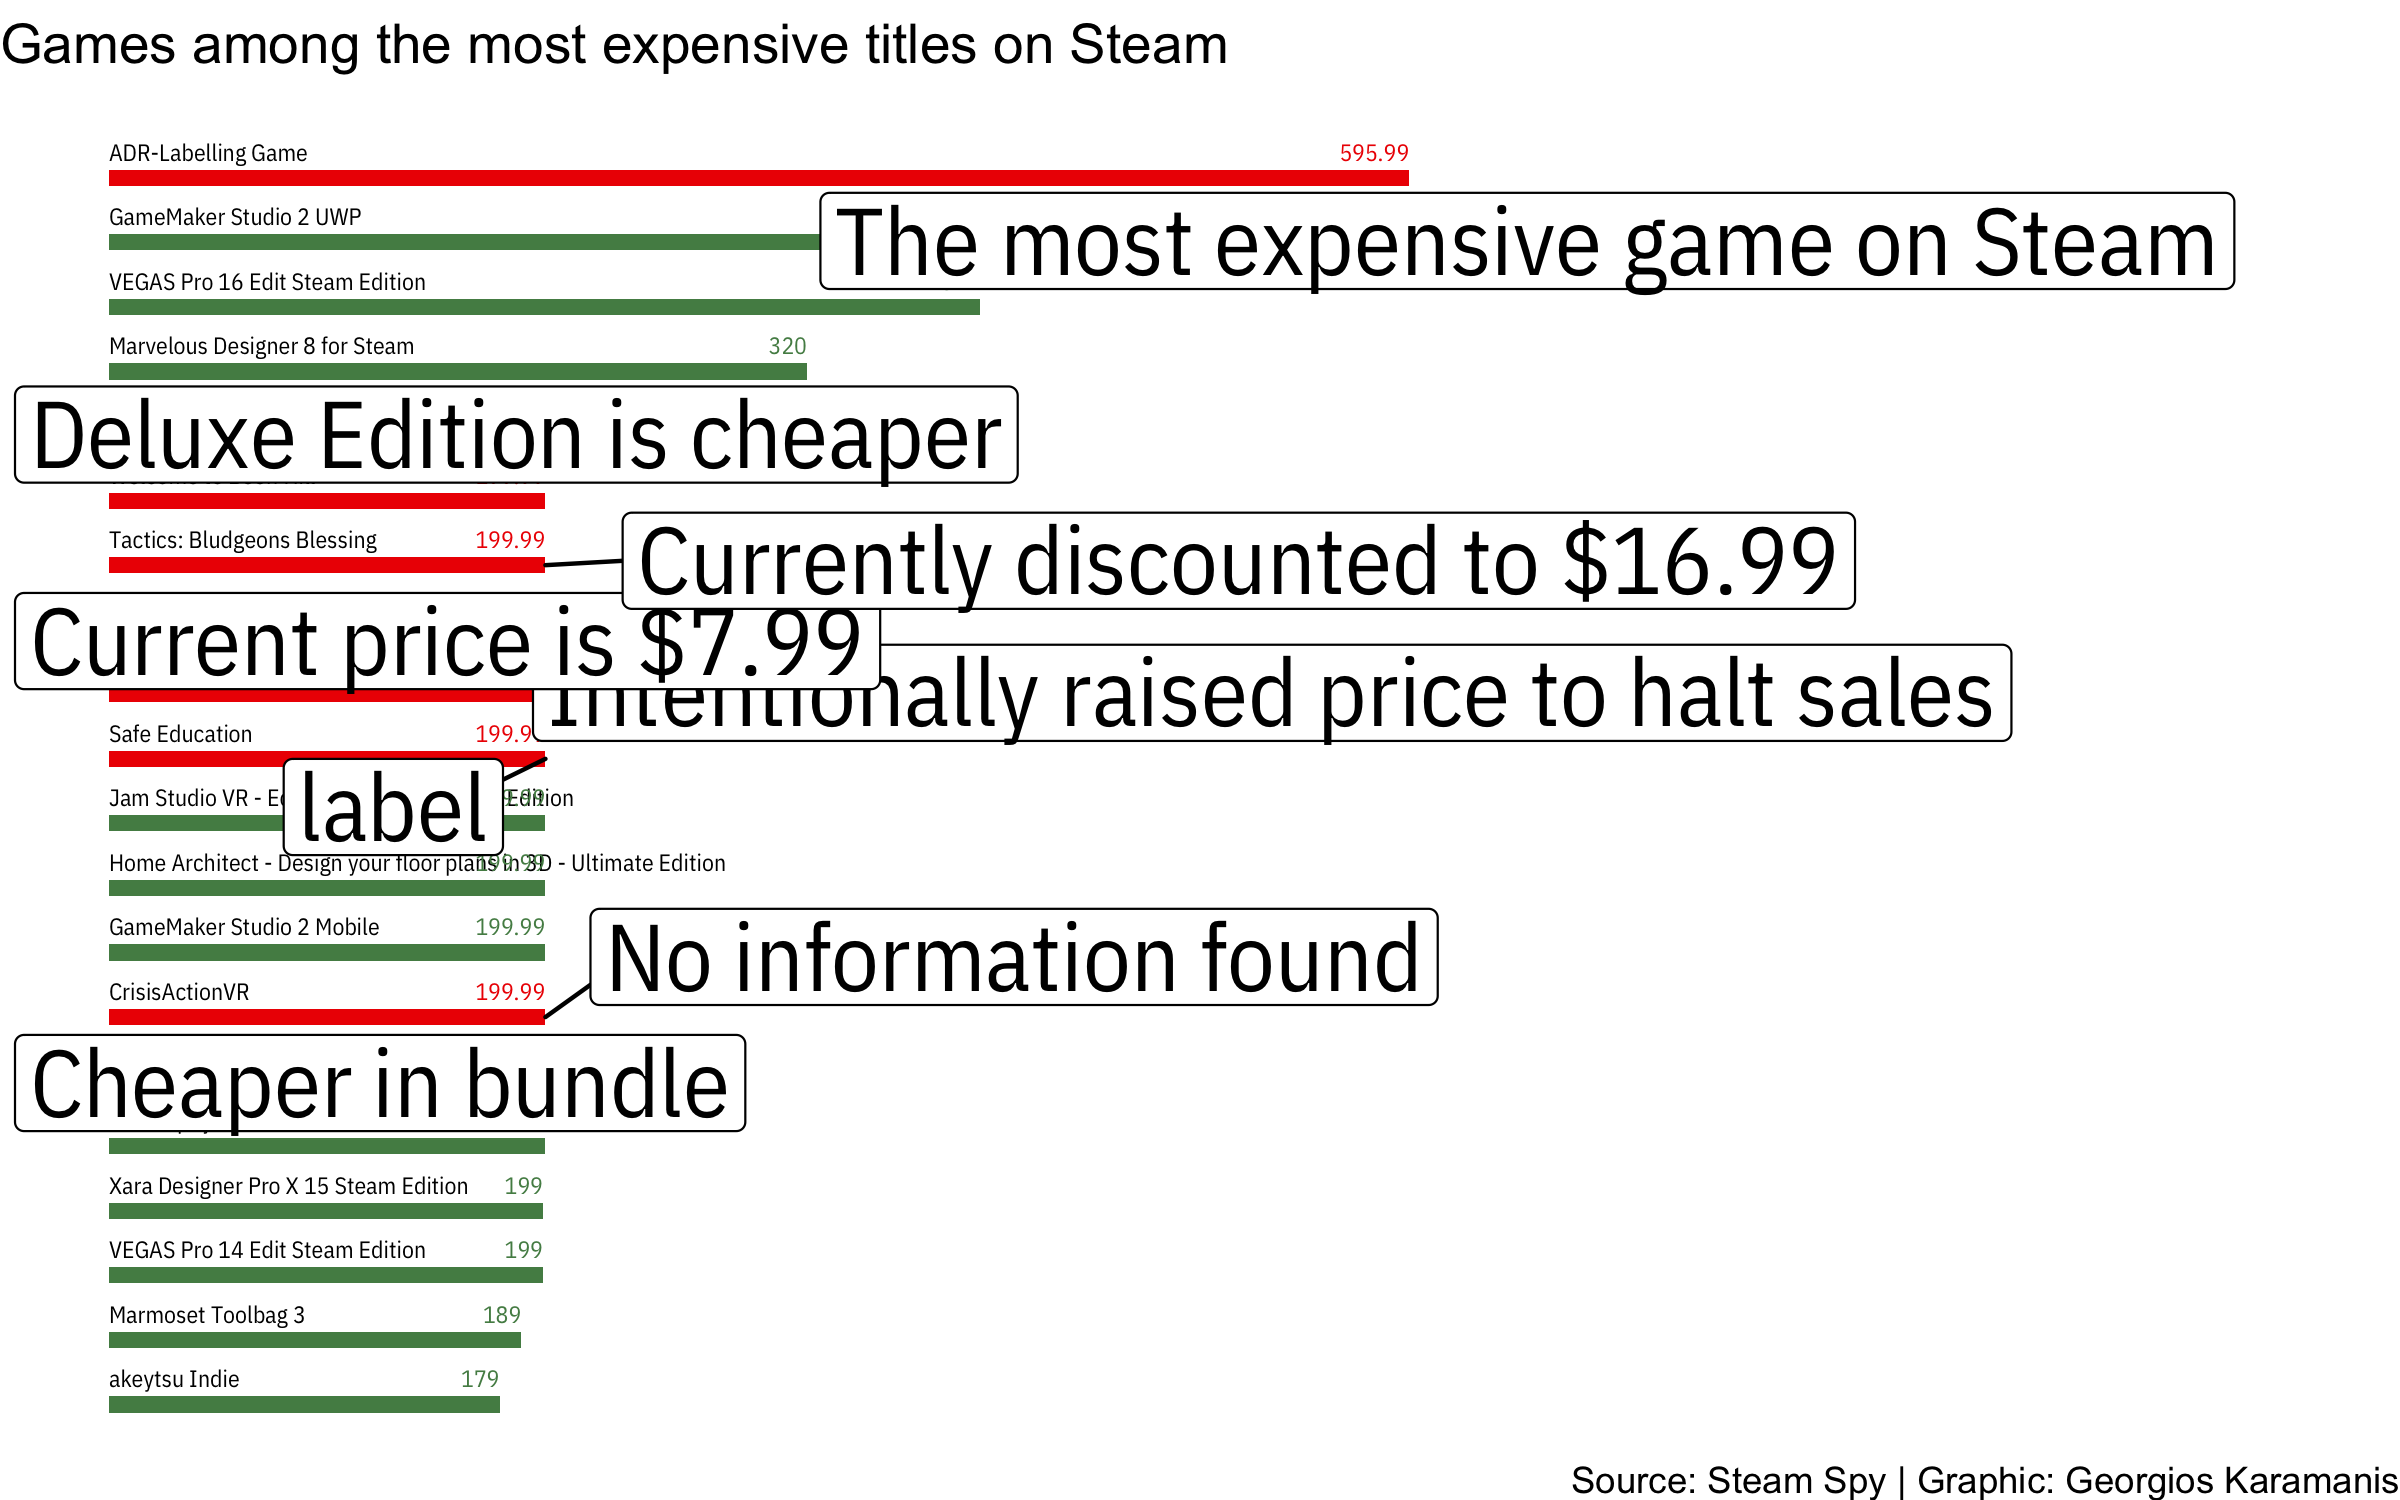 Games among the most expensive titles on Steam
ADR-Labelling Game 595.99
GameMaker Studio 2 UWP
The most expensive game on Steam
VEGAS Pro 16 Edit Steam Edition
Marvelous Designer 8 for Steam 320
Deluxe Edition is cheaper
Tactics: Bludgeons Blessing 199.99
Currently discounted to $16.99
Current price is $7.99
Intentionally raised price to halt sales
Safe Education 199.9
label
Jam Studio VR - Edition
Home Architect - Design your floor plans in 3D - Ultimate Edition 199.99
GameMaker Studio 2 Mobile 199.99
No information found
CrisisActionVR 199.99
Cheaper in bundle
Xara Designer Pro X 15 Steam Edition 199
VEGAS Pro 14 Edit Steam Edition 199
Marmoset Toolbag 3 189
akeytsu Indie 179
Source: Steam Spy | Graphic: Georgios Karamanis